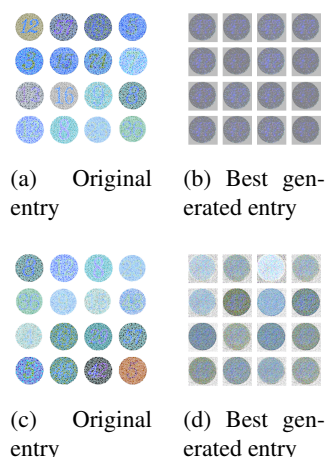 (a) Original
entry
(b) Best gen-
erated entry
(c) Original
entry
(d) Best gen-
erated entry